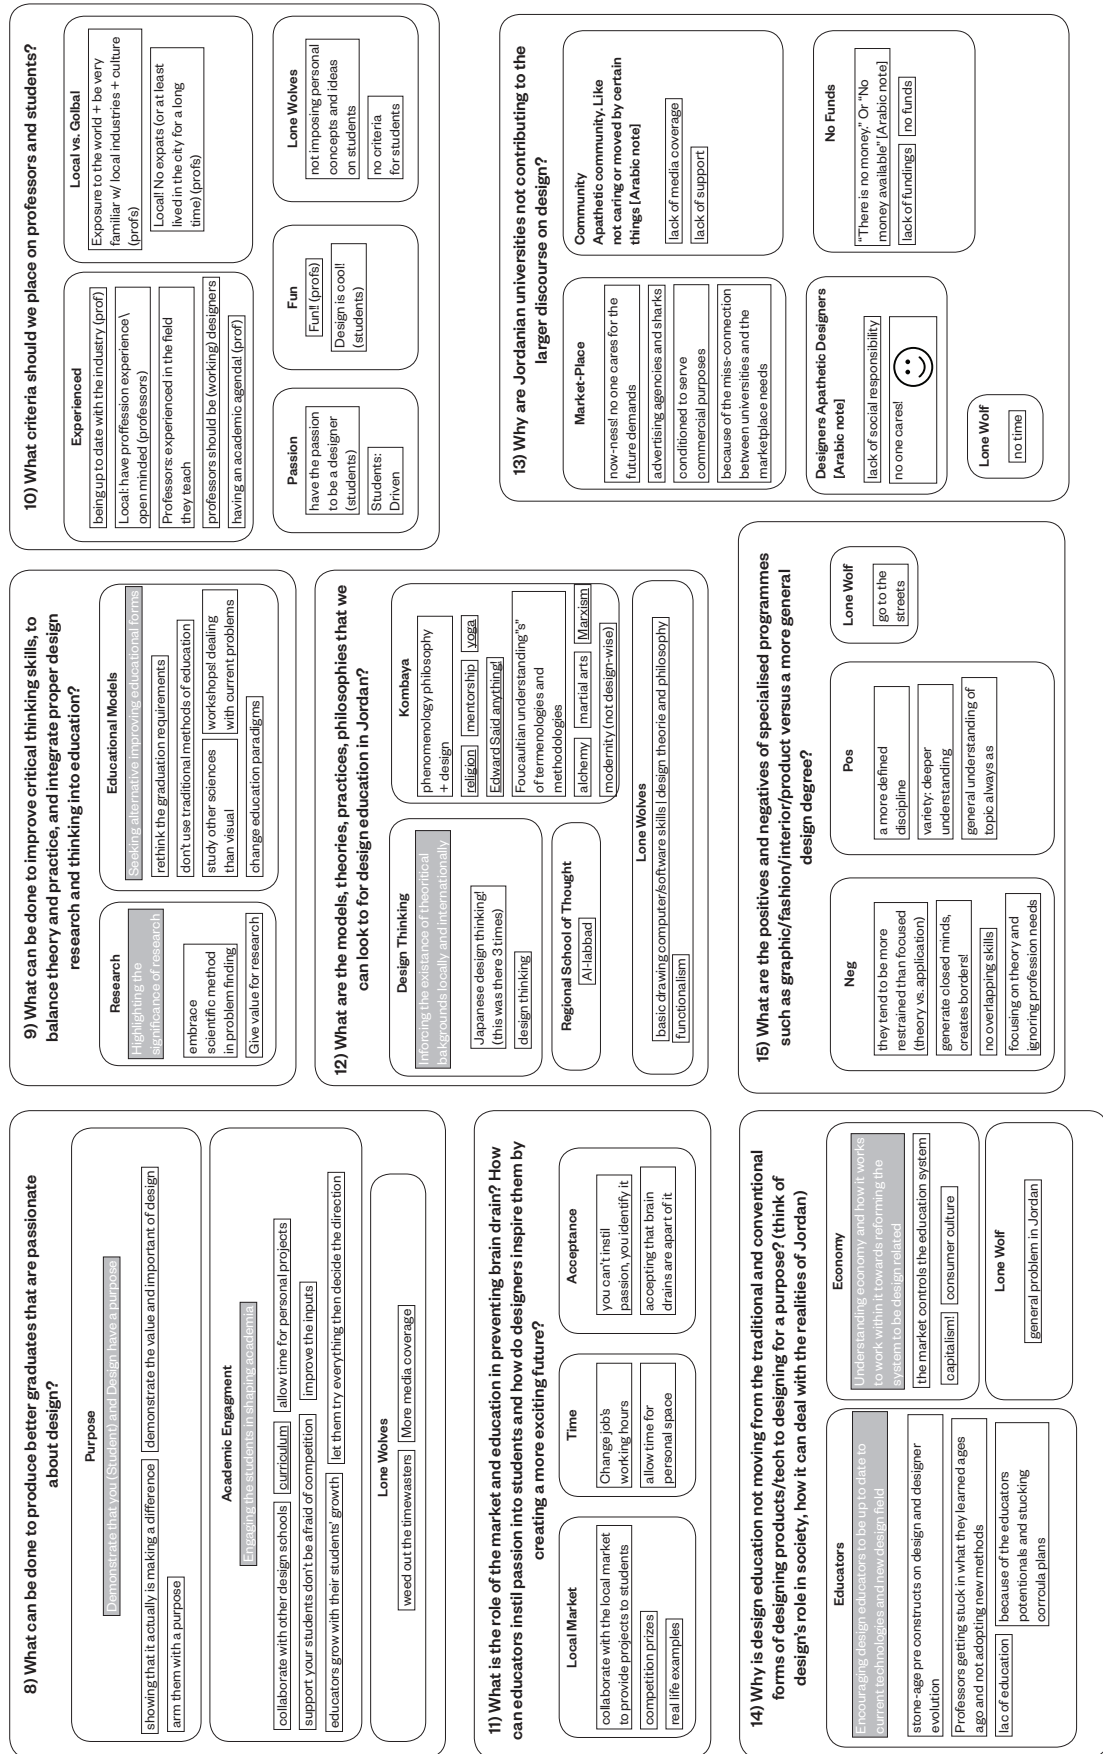 8) What can be done to produce better graduates that are passionate
about design?
Purpose
Demonstrate that you (Student) and Design have a purpose
showing that it actually is making a difference
demonstrate the value and important of design
arm them with a purpose
Academic Engagment
Engaging the students in shaping academia
collaborate with other design schools
curriculum
allow time for personal projects
support your students don't be afraid of competition
improve the inputs
educators grow with their students' growth
let them try everything then decide the direction
Lone Wolves
weed out the timewasters
More media coverage
9) What can be done to improve critical thinking skills, to
balance theory and practice, and integrate proper design
research and thinking into education?
Research
Highlighting the
significance of research
embrace
scientific method
in problem finding
Give value for research
Educational Models
Seeking alternative improving educational forms
rethink the graduation requirements
don't use traditional methods of education
study other sciences
than visual
workshops! dealing
with current problems
change education paradigms
10) What criteria should we place on professors and students?
Experienced
being up to date with the industry (prof)
Local: have proffession experience\
open minded (professors)
Professors: experienced in the field
they teach
professors should be (working) designers
having an academic agenda! (prof)
Local vs. Golbal
Exposure to the world + be very
familiar w/ local industries + culture
(profs)
Local! No expats (or at least
lived in the city for a long
time) (profs)
Passion
have the passion
to be a designer
(students)
Students:
Driven
Fun
Fun!! (profs)
Design is cool!
(students)
Lone Wolves
not imposing personal
concepts and ideas
on students
no criteria
for students
11) What is the role of the market and education in preventing brain drain? How
can educators instil passion into students and how do designers inspire them by
creating a more exciting future?
Local Market
collaborate with the local market
to provide projects to students
competition prizes
real life examples
Time
Change job's
working hours
allow time for
personal space
Acceptance
you can't instil
passion, you identify it
accepting that brain
drains are apart of it
12) What are the models, theories, practices, philosophies that we
can look to for design education in Jordan?
Design Thinking
Inforcing the existance of theoritical
bakgrounds locally and internationally
Japanese design thinking!
(this was there 3 times)
design thinking
Regional School of Thought
Al-labbad
Kombaya
phenomenology philosophy
+ design
religion
mentorship
yoga
Edward Said anything!
Foucaultian understanding"s"
of termenologies and
methodologies
alchemy
martial arts
Marxism
modernity (not design-wise)
Lone Wolves
basic drawing computer/software skills | design theorie and philosophy
functionalism
13) Why are Jordanian universities not contributing to the
larger discourse on design?
Market-Place
now-ness! no one cares for the
future demands
advertising agencies and sharks
conditioned to serve
commercial purposes
because of the miss-connection
between universities and the
marketplace needs
Community
Apathetic community. Like
not caring or moved by certain
things [Arabic note]
lack of media coverage
lack of support
Designers Apathetic Designers
[Arabic note]
lack of social responsibility
no one cares!
No Funds
"There is no money," Or "No
money available" [Arabic note]
lack of fundings
no funds
Lone Wolf
no time
14) Why is design education not moving from the traditional and conventional
forms of designing products/tech to designing for a purpose? (think of
design's role in society, how it can deal with the realities of Jordan)
Educators
Encouraging design educators to be up to date to
current technologies and new design field
stone-age pre constructs on design and designer
evolution
Professors getting stuck in what they learned ages
ago and not adopting new methods
lac of education
because of the educators
potentionals and stucking
corrcula plans
Economy
Understanding economy and how it works
to work within it towards reforming the
system to be design related
the market controls the education system
capitalism!
consumer culture
Lone Wolf
general problem in Jordan
15) What are the positives and negatives of specialised programmes
such as graphic/fashion/interior/product versus a more general
design degree?
Neg
they tend to be more
restrained than focused
(theory vs. application)
generate closed minds,
creates borders!
no overlapping skills
focusing on theory and
ignoring profession needs
Pos
a more defined
discipline
variety: deeper
understanding
general understanding of
topic always as
Lone Wolf
go to the
streets